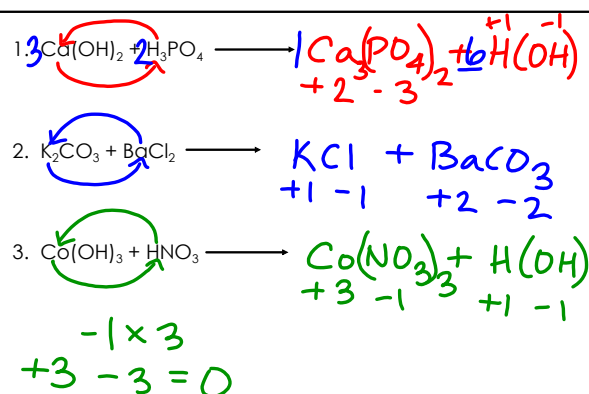 +1 -1
1. 3Ca(OH)₂ + 2H₃PO₄ ⟶ 1Ca₃(PO₄)₂ + 6H(OH)
+2 -3
2. K₂CO₃ + BaCl₂ ⟶ KCl + BaCO₃
+1 -1 +2 -2
3. Co(OH)₃ + HNO₃ ⟶ Co(NO₃)₃ + H(OH)
+3 -1 +1 -1
-1 x 3
+3 -3 = 0